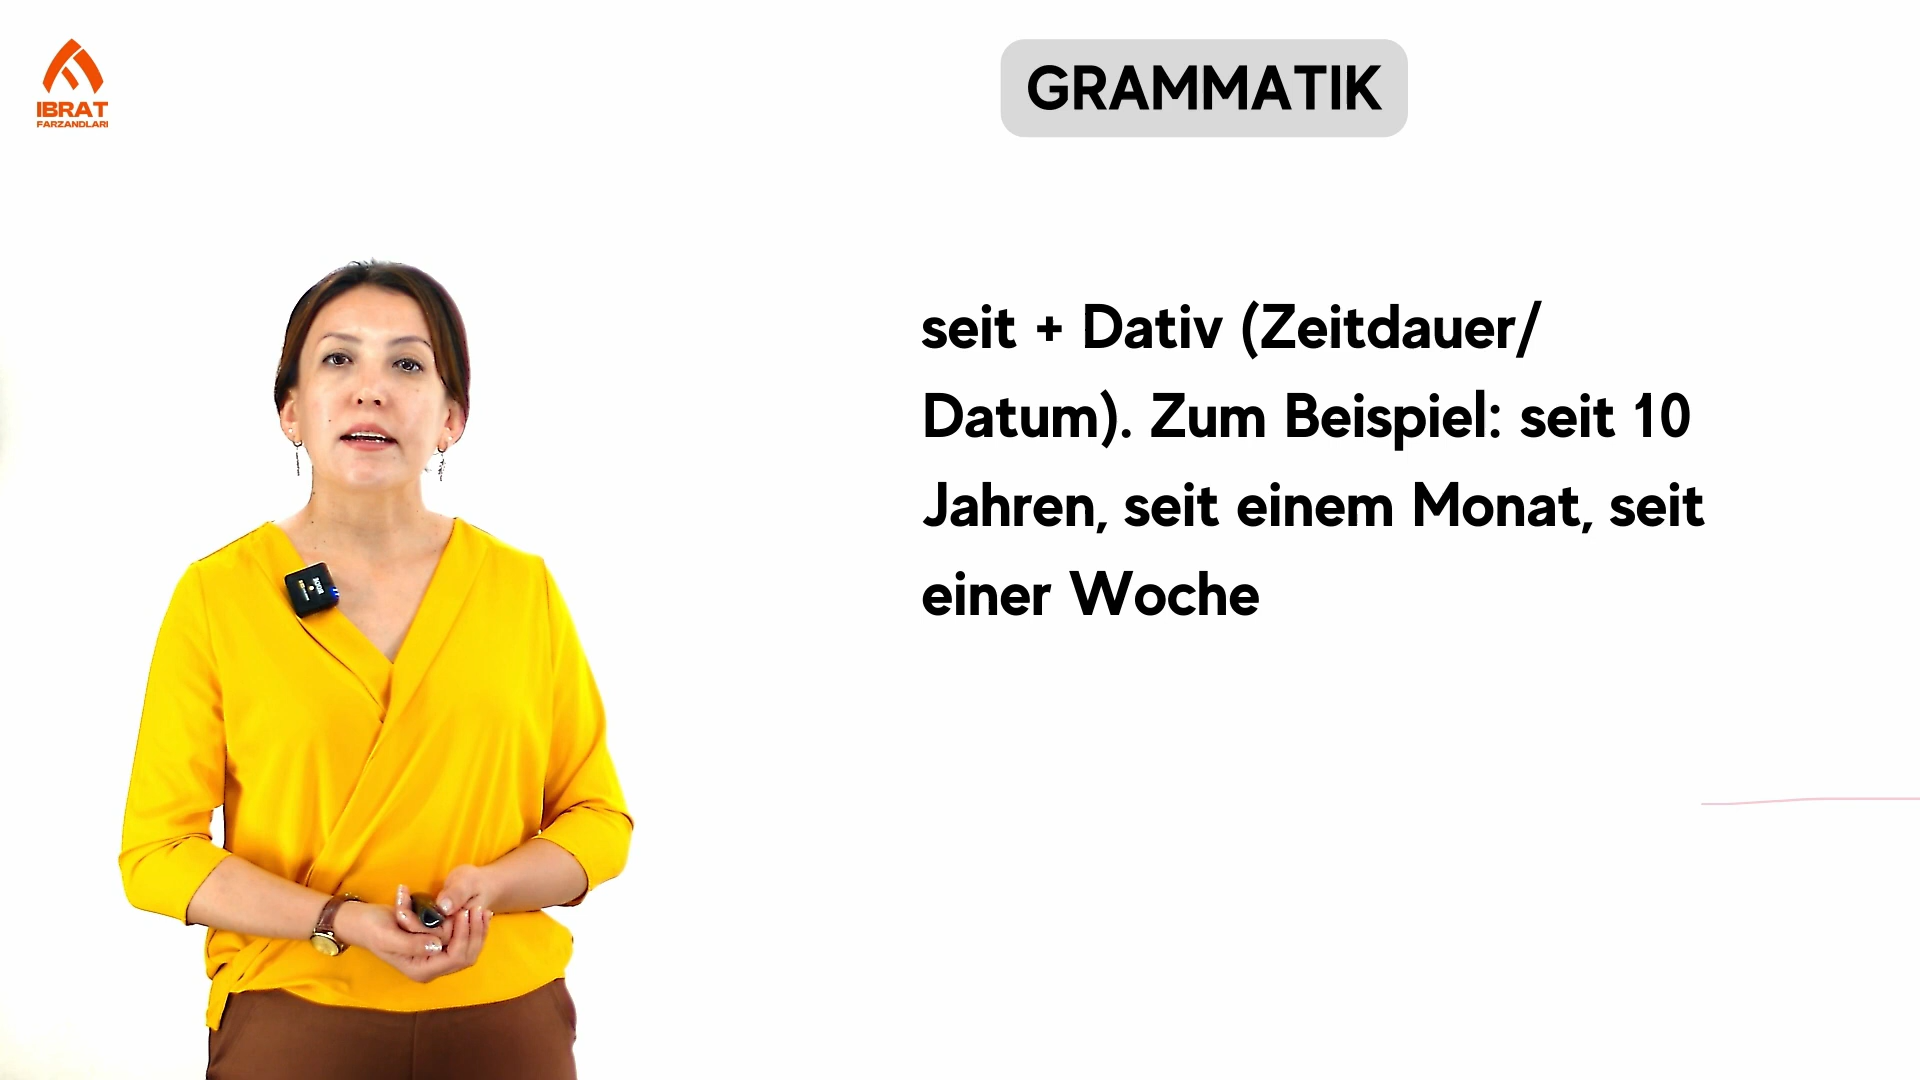 IBRAT
FARZANDLARI
GRAMMATIK
seit + Dativ (Zeitdauer/
Datum). Zum Beispiel: seit 10
Jahren, seit einem Monat, seit
einer Woche